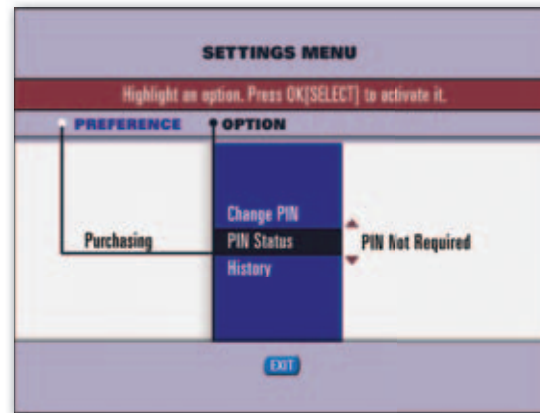 SETTINGS MENU
Highlight an option. Press OK[SELECT] to activate it.
PREFERENCE OPTION
Change PIN
Purchasing PIN Status PIN Not Required
History
EXIT